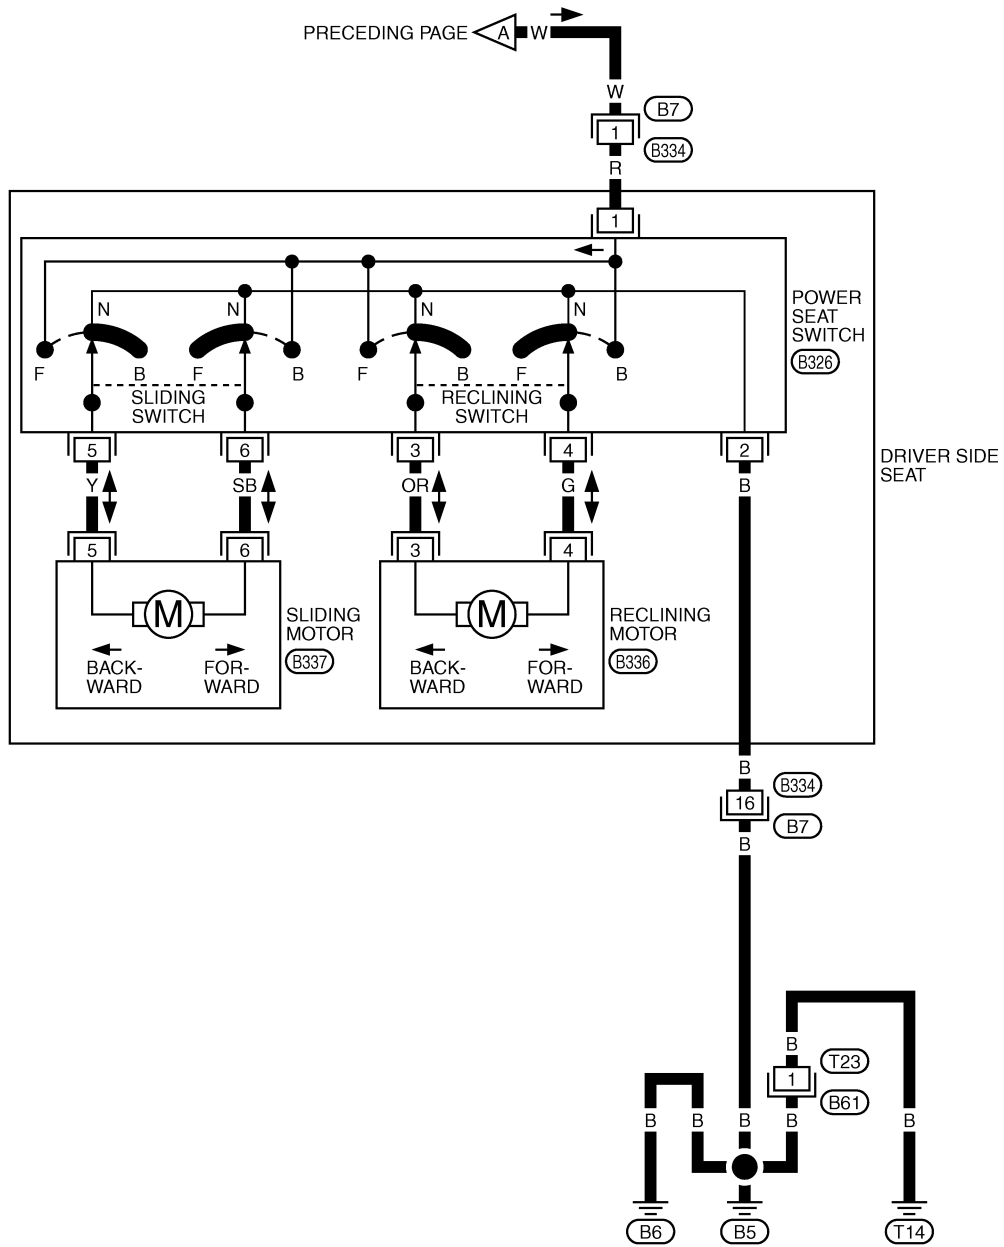 PRECEDING PAGE A W
W
1
B7
B334
R
1
N N N N
F B F B F B F B
SLIDING
SWITCH
RECLINING
SWITCH
POWER
SEAT
SWITCH
B326
5 6 3 4 2
Y SB OR G B
DRIVER SIDE
SEAT
5 6 3 4
M M
SLIDING
MOTOR
B337
RECLINING
MOTOR
B336
BACK-
WARD
FOR-
WARD
BACK-
WARD
FOR-
WARD
B
16
B334
B7
B
B
1
T23
B61
B B B B B
B6 B5 T14